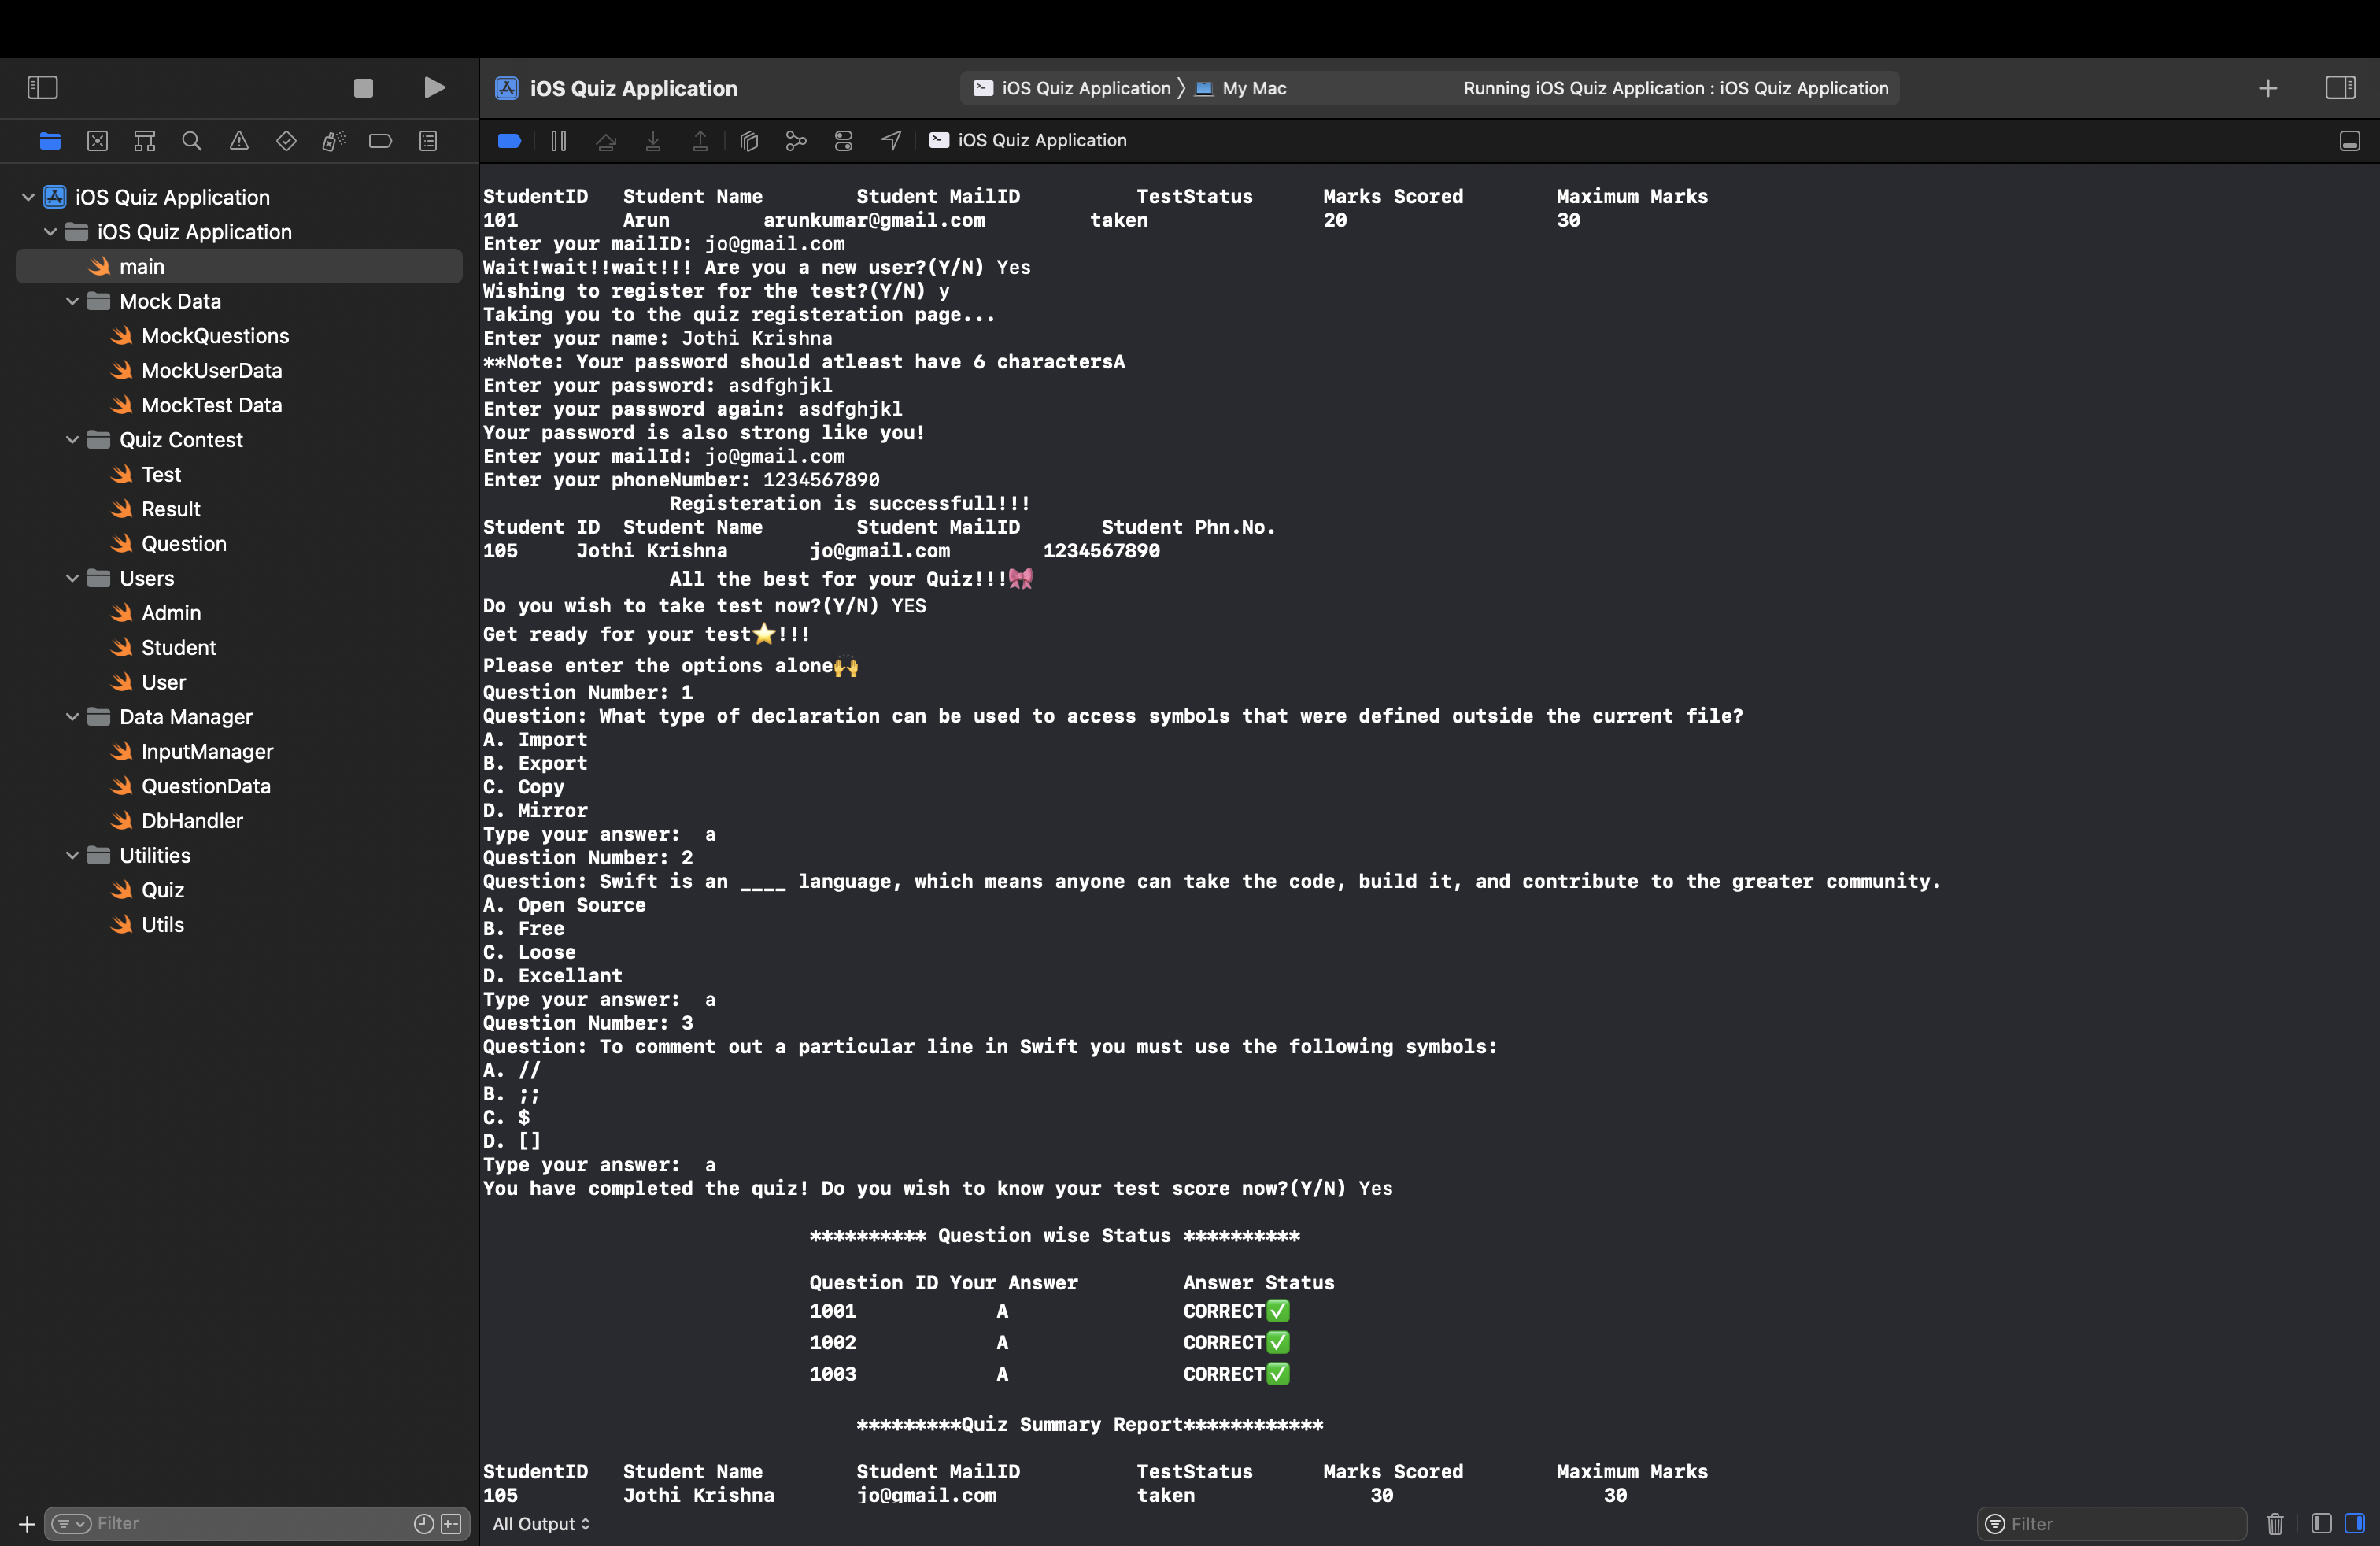 iOS Quiz Application
iOS Quiz Application 〉 My Mac
Running iOS Quiz Application : iOS Quiz Application
iOS Quiz Application
iOS Quiz Application
iOS Quiz Application
main
Mock Data
MockQuestions
MockUserData
MockTest Data
Quiz Contest
Test
Result
Question
Users
Admin
Student
User
Data Manager
InputManager
QuestionData
DbHandler
Utilities
Quiz
Utils
Filter
StudentID Student Name Student MailID TestStatus Marks Scored Maximum Marks
101 Arun arunkumar@gmail.com taken 20 30
Enter your mailID: jo@gmail.com
Wait!wait!!wait!!! Are you a new user?(Y/N) Yes
Wishing to register for the test?(Y/N) y
Taking you to the quiz registeration page...
Enter your name: Jothi Krishna
**Note: Your password should atleast have 6 charactersA
Enter your password: asdfghjkl
Enter your password again: asdfghjkl
Your password is also strong like you!
Enter your mailId: jo@gmail.com
Enter your phoneNumber: 1234567890
Registeration is successfull!!!
Student ID Student Name Student MailID Student Phn.No.
105 Jothi Krishna jo@gmail.com 1234567890
All the best for your Quiz!!!🎀
Do you wish to take test now?(Y/N) YES
Get ready for your test⭐!!!
Please enter the options alone🙌
Question Number: 1
Question: What type of declaration can be used to access symbols that were defined outside the current file?
A. Import
B. Export
C. Copy
D. Mirror
Type your answer: a
Question Number: 2
Question: Swift is an ____ language, which means anyone can take the code, build it, and contribute to the greater community.
A. Open Source
B. Free
C. Loose
D. Excellant
Type your answer: a
Question Number: 3
Question: To comment out a particular line in Swift you must use the following symbols:
A. //
B. ;;
C. $
D. []
Type your answer: a
You have completed the quiz! Do you wish to know your test score now?(Y/N) Yes
********** Question wise Status **********
Question ID Your Answer Answer Status
1001 A CORRECT✅
1002 A CORRECT✅
1003 A CORRECT✅
*********Quiz Summary Report************
StudentID Student Name Student MailID TestStatus Marks Scored Maximum Marks
105 Jothi Krishna jo@gmail.com taken 30 30
All Output
Filter